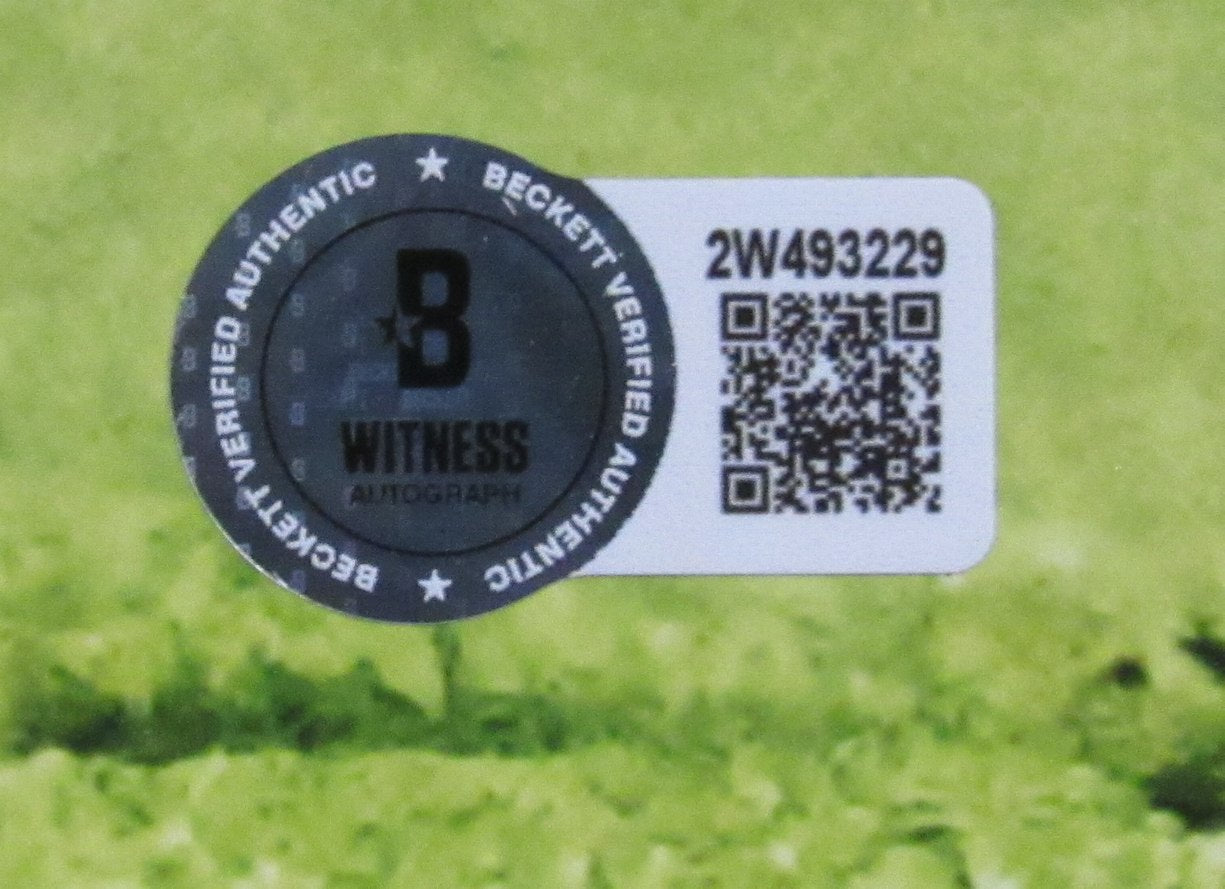 BECKETT VERIFIED AUTHENTIC ★ BECKETT VERIFIED AUTHENTIC ★
B
WITNESS
AUTOGRAPH
2W493229